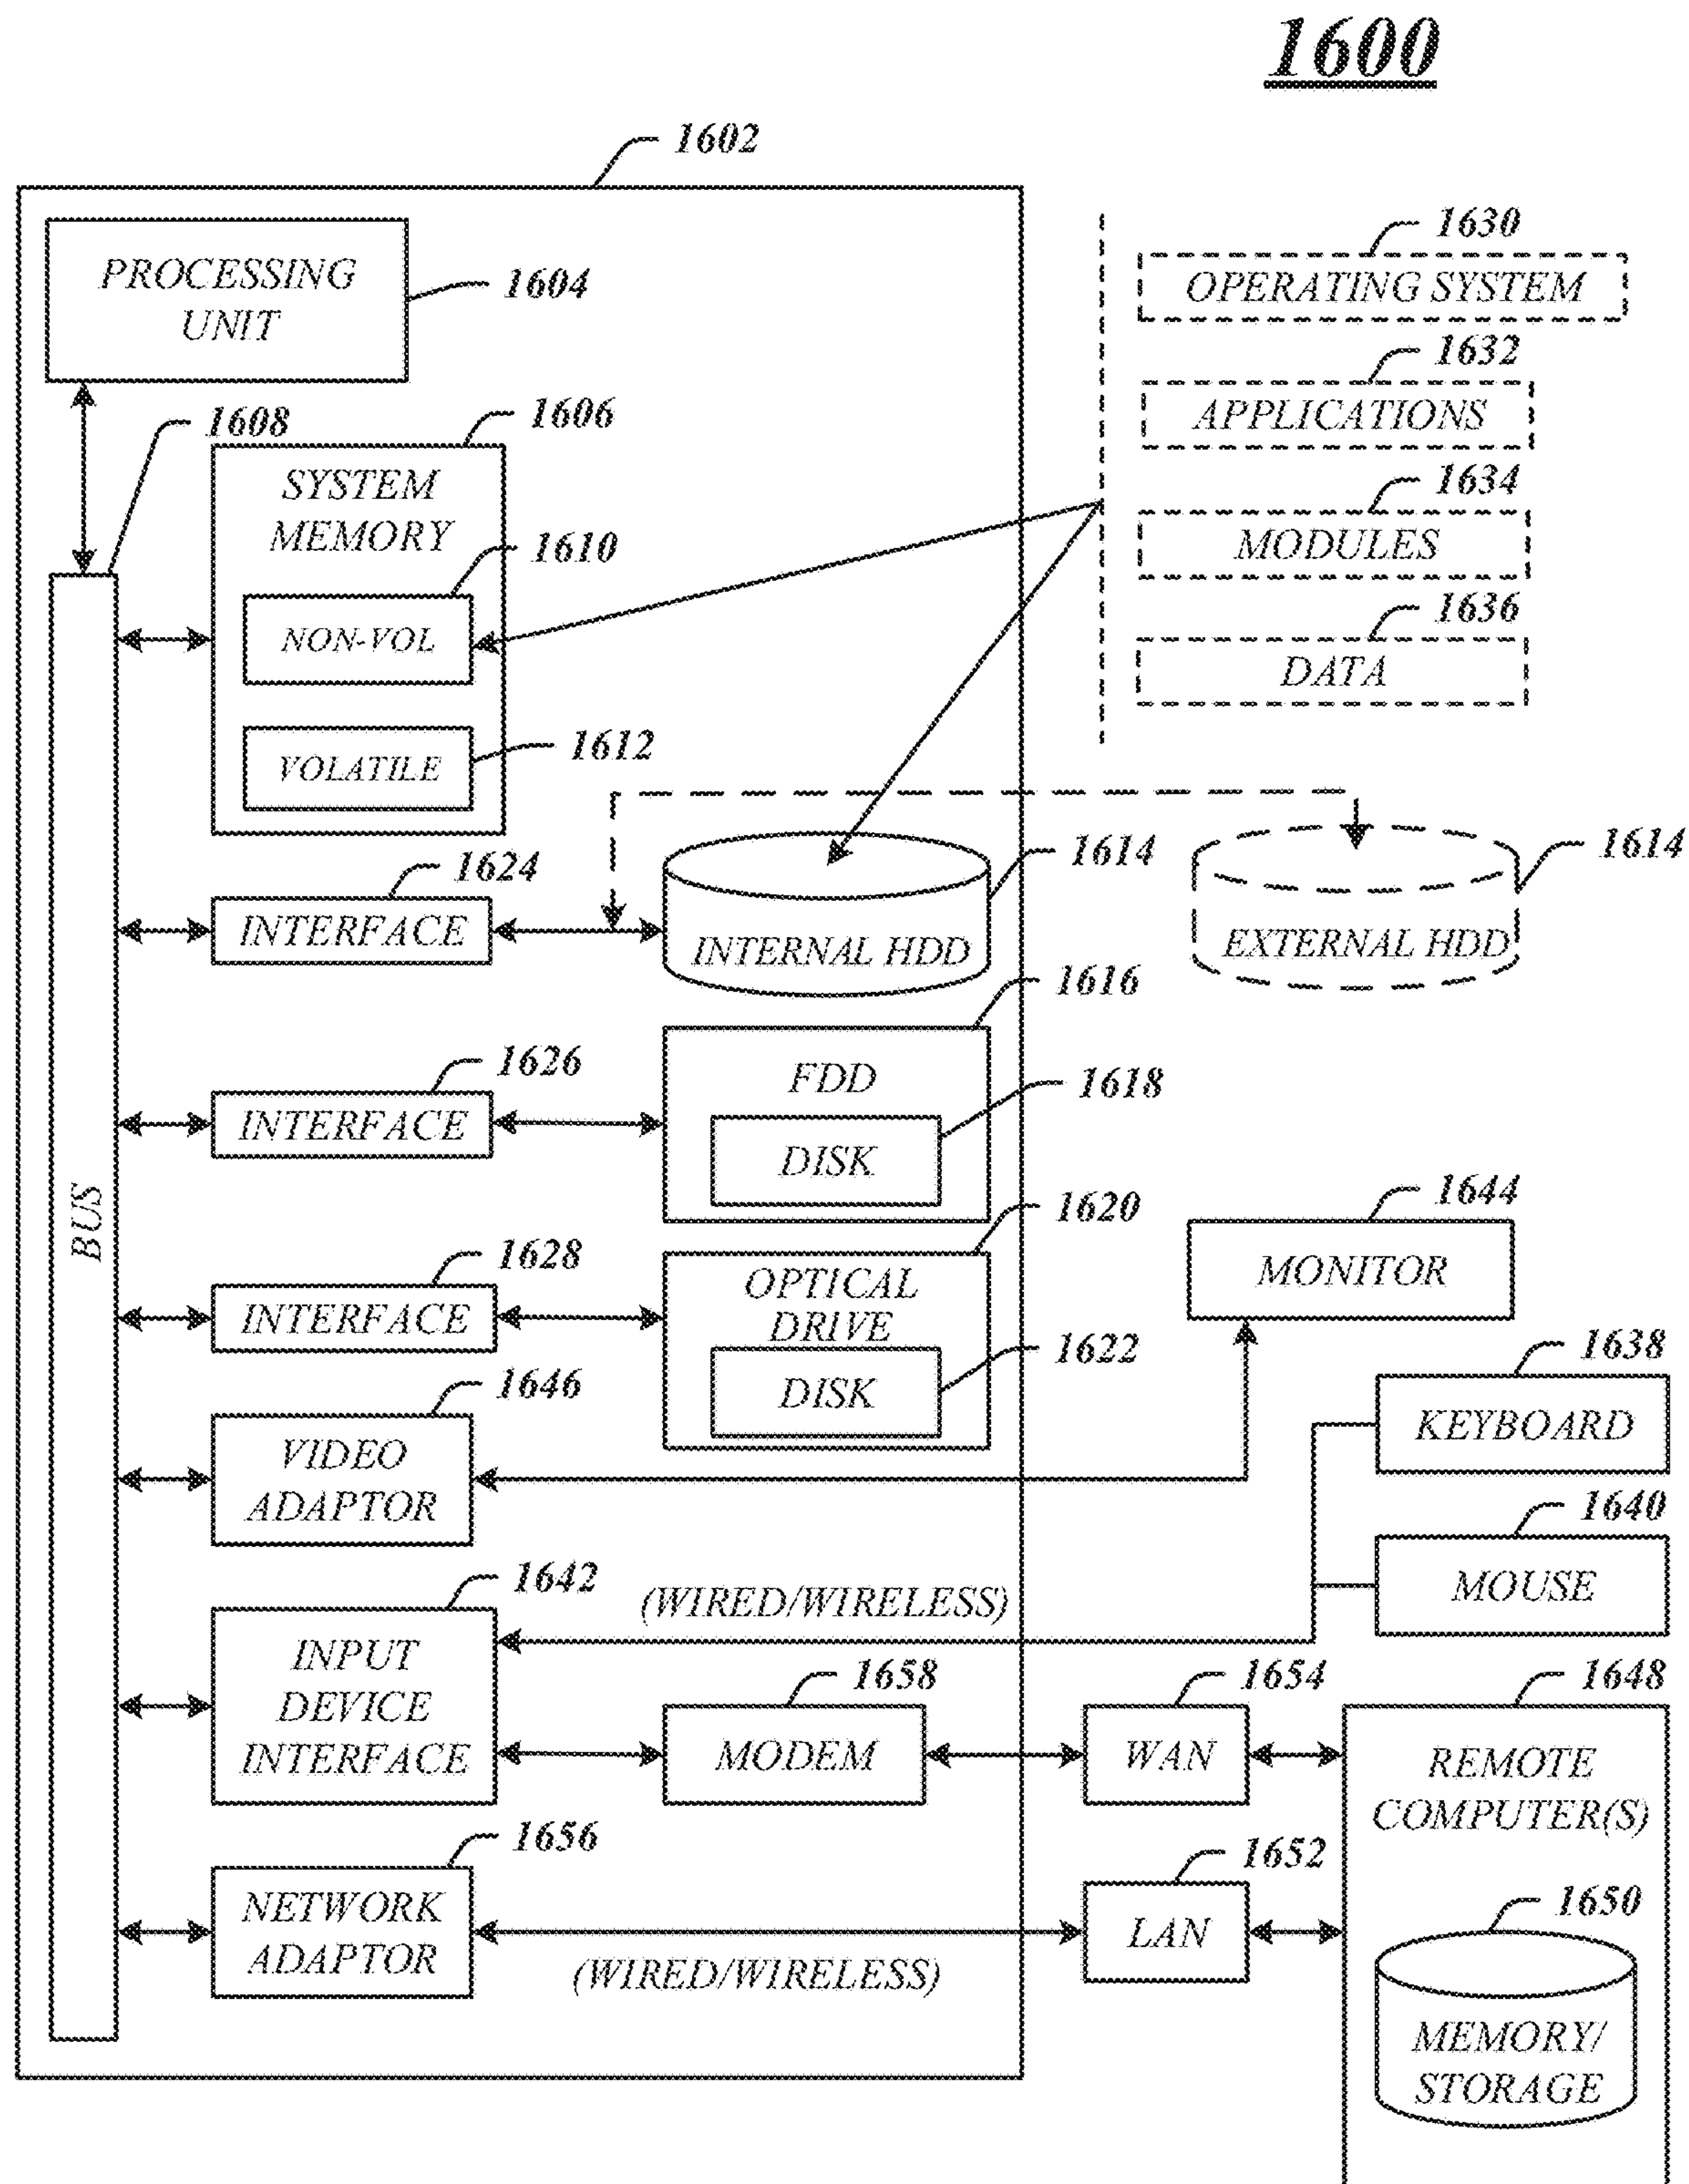 1600
1602
PROCESSING
UNIT
1604
1630
OPERATING SYSTEM
1632
APPLICATIONS
1634
MODULES
1636
DATA
1608
1606
SYSTEM
MEMORY
1610
NON-VOL
1612
VOLATILE
BUS
1624
INTERFACE
1614
INTERNAL HDD
1614
EXTERNAL HDD
1616
1626
INTERFACE
FDD
1618
DISK
1620
1628
INTERFACE
OPTICAL
DRIVE
1622
DISK
1644
MONITOR
1638
KEYBOARD
1646
VIDEO
ADAPTOR
1640
MOUSE
1642
(WIRED/WIRELESS)
INPUT
DEVICE
INTERFACE
1658
MODEM
1654
WAN
1648
REMOTE
COMPUTER(S)
1656
NETWORK
ADAPTOR
(WIRED/WIRELESS)
1652
LAN
1650
MEMORY/
STORAGE